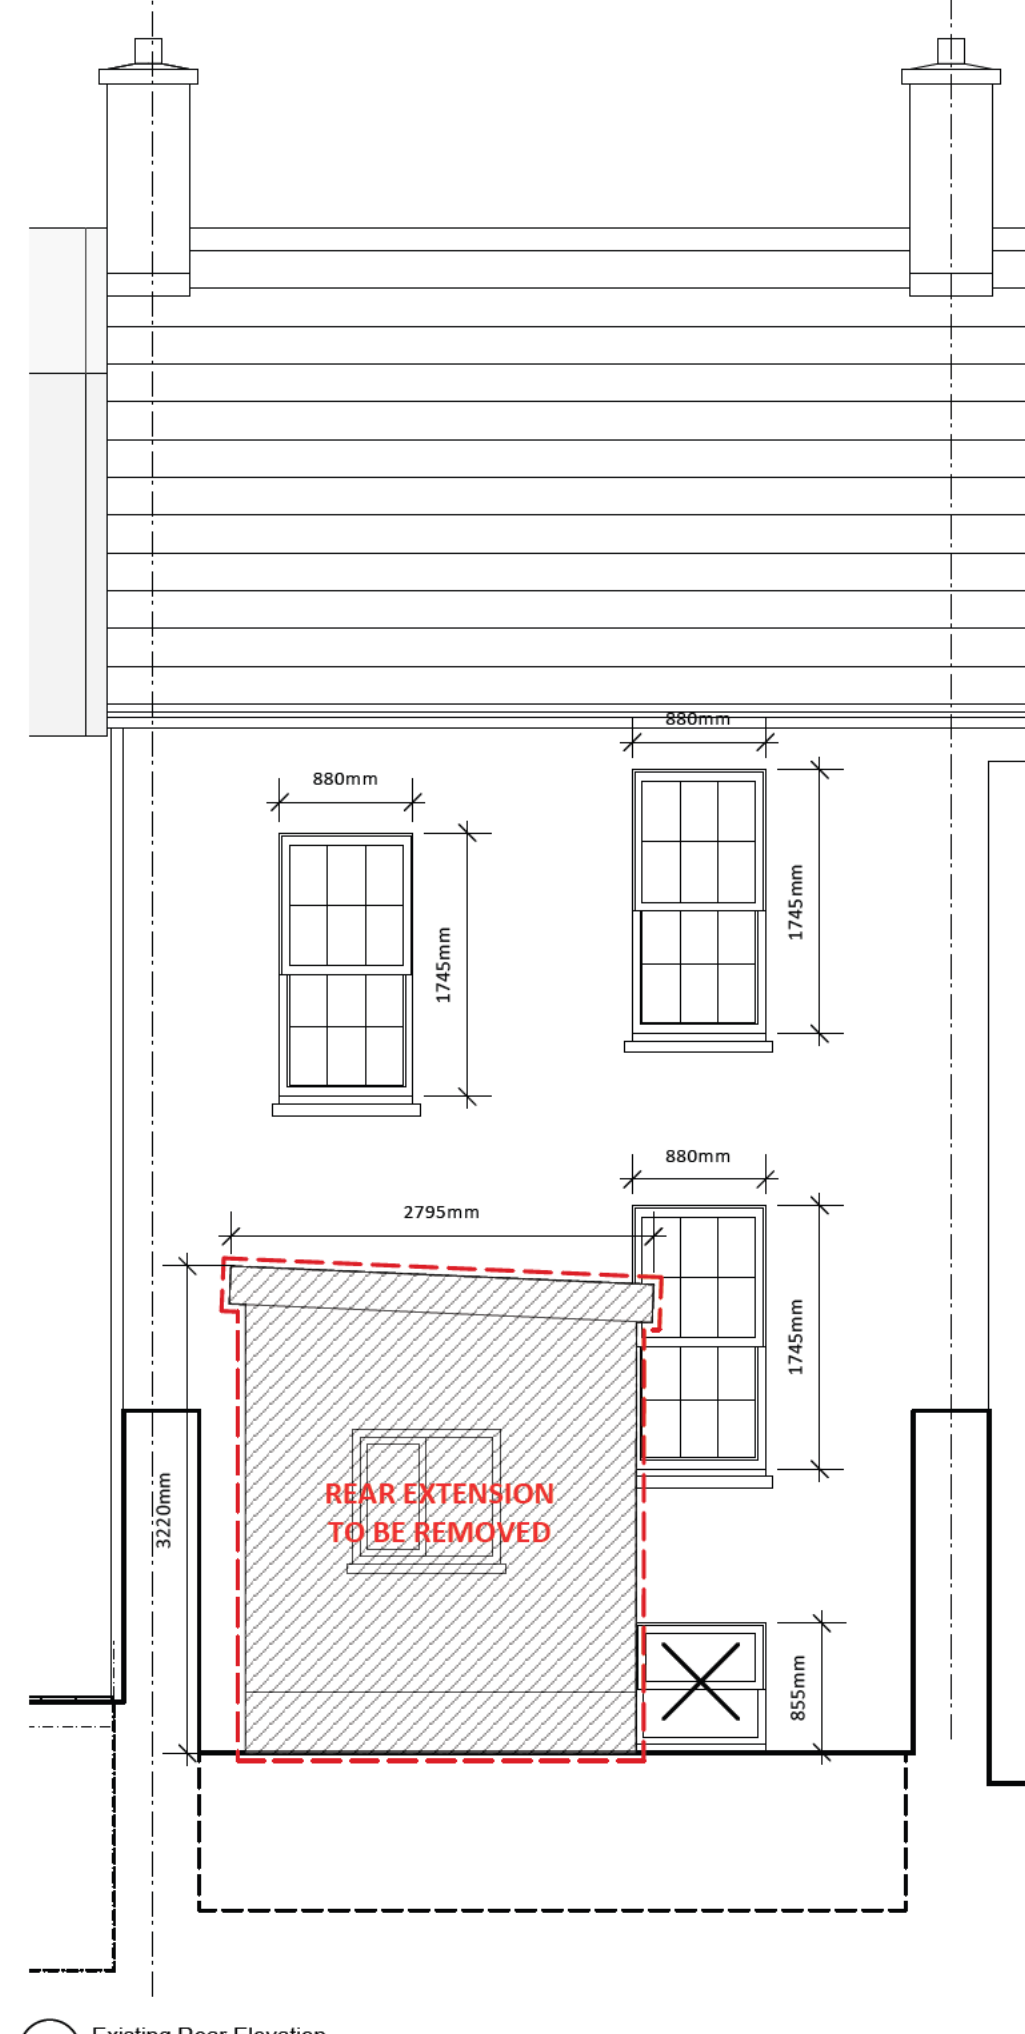 880mm
880mm
1745mm
1745mm
880mm
2795mm
1745mm
3220mm
REAR EXTENSION
TO BE REMOVED
855mm
Existing Rear Elevation